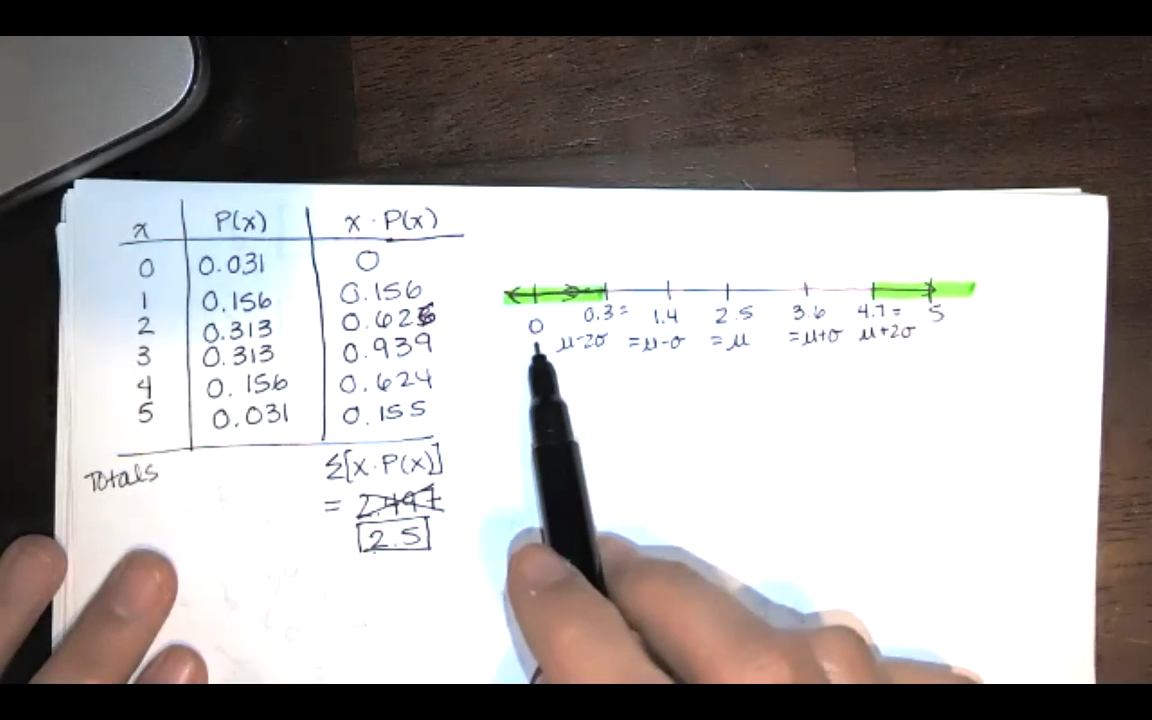 x P(x) x · P(x)
0 0.031 0
1 0.156 0.156
2 0.313 0.626
3 0.313 0.939
4 0.156 0.624
5 0.031 0.155
Totals Σ[x · P(x)]
= 2.497
2.5
0 0.3= 1.4 2.5 3.6 4.7= 5
μ-2σ =μ-σ =μ =μ+σ μ+2σ